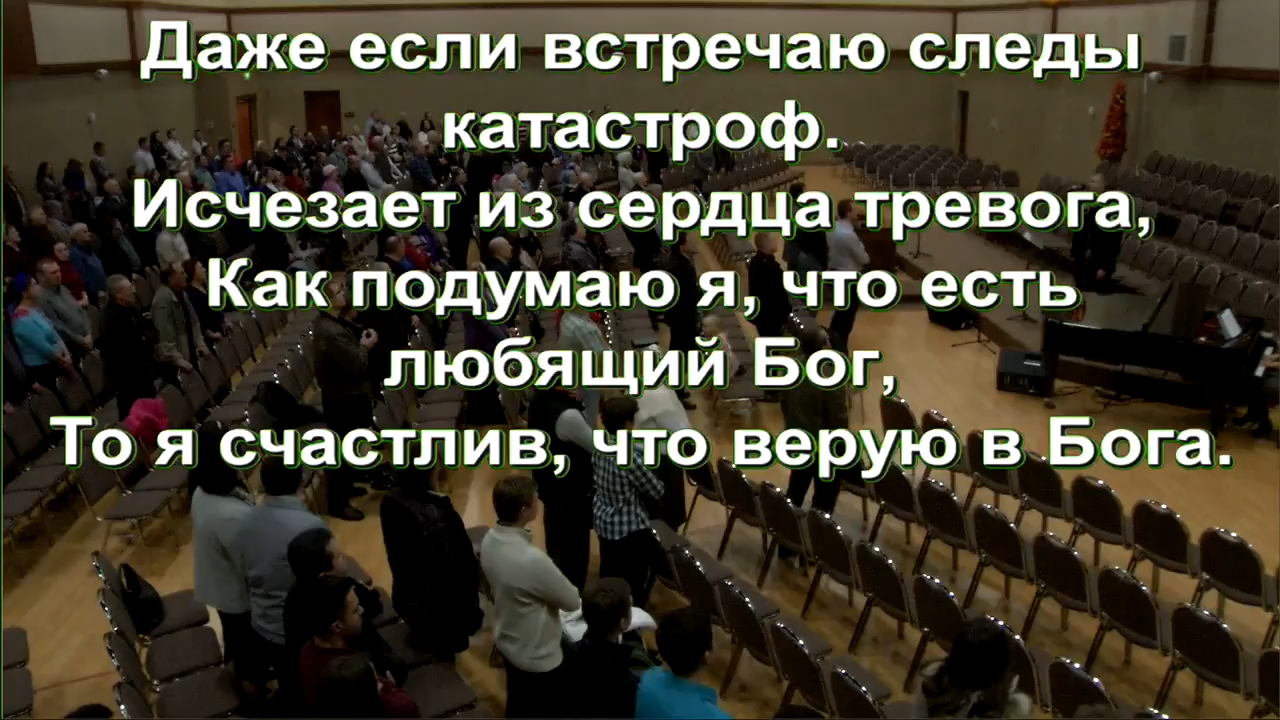 Даже если встречаю следы
катастроф.
Исчезает из сердца тревога,
Как подумаю я, что есть
любящий Бог,
То я счастлив, что верую в Бога.